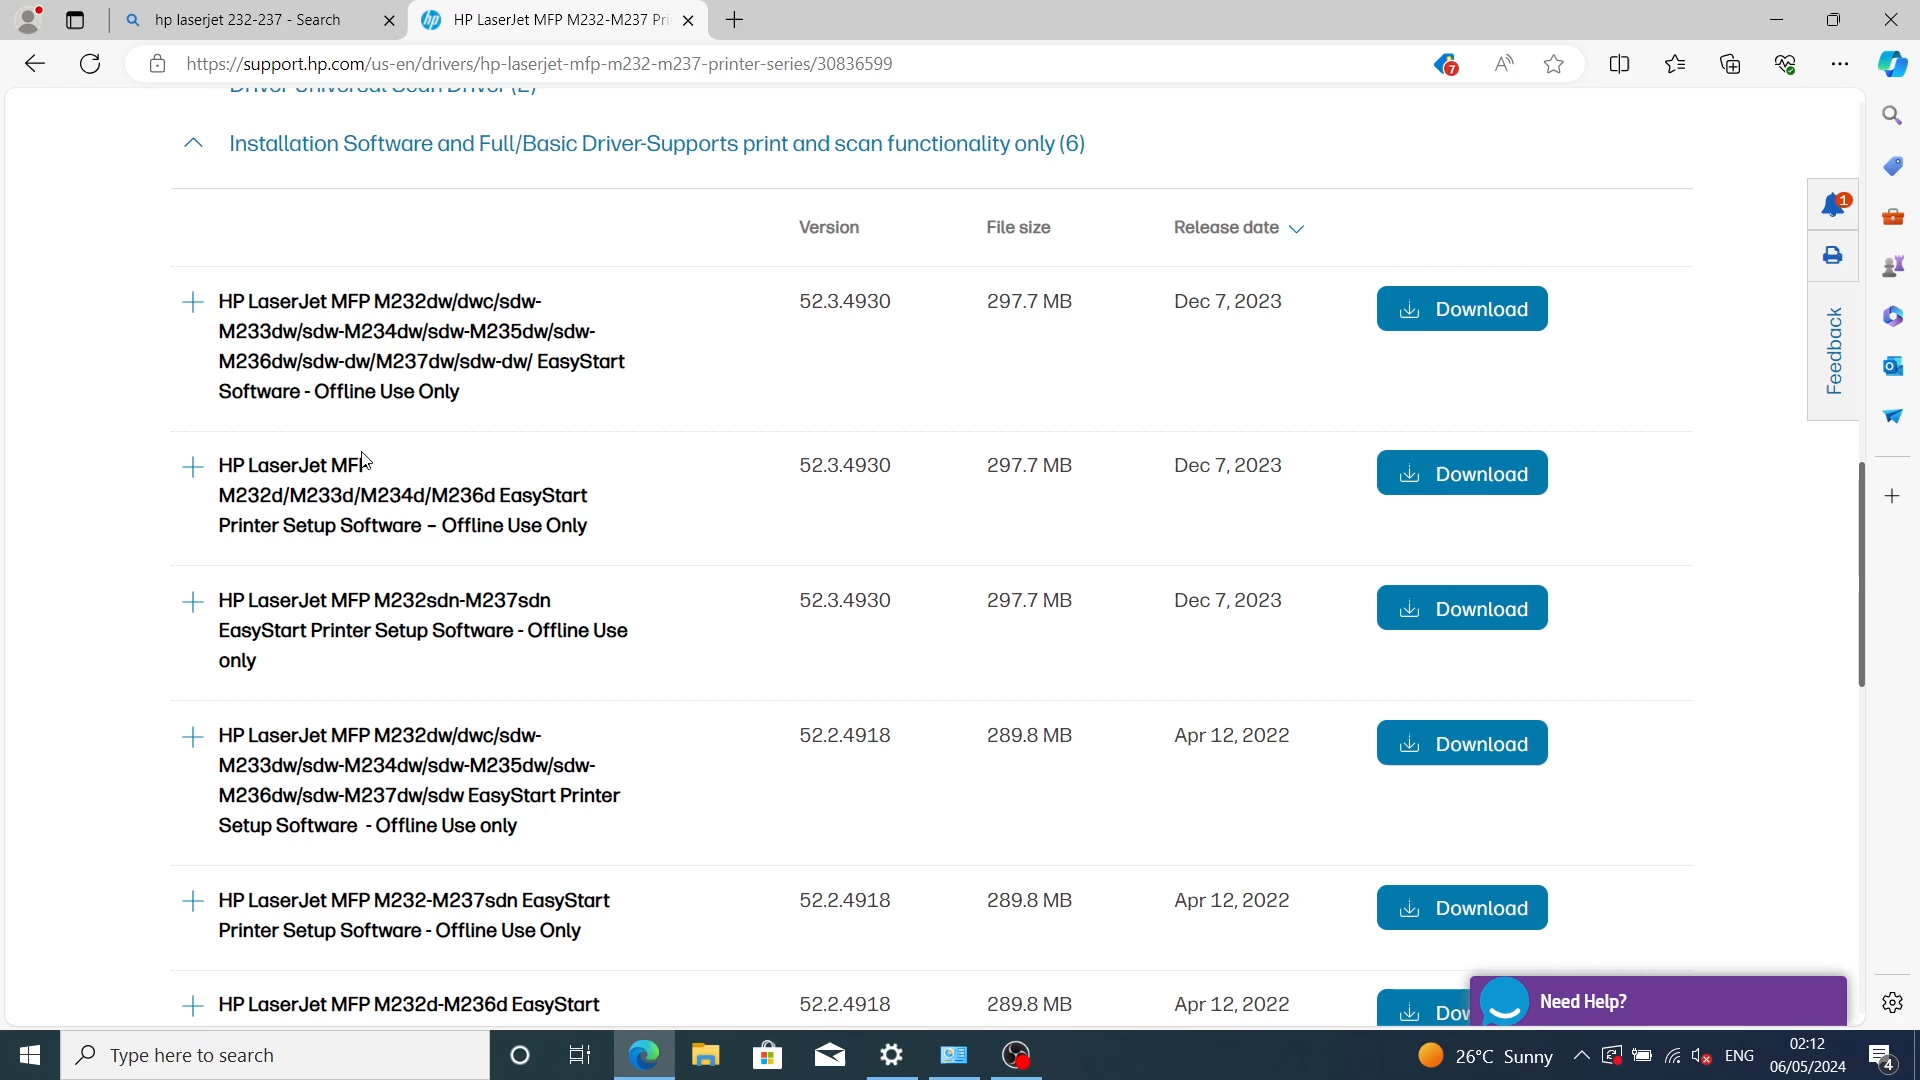 hp laserjet 232-237 - Search
HP LaserJet MFP M232-M237 Pri
https://support.hp.com/us-en/drivers/hp-laserjet-mfp-m232-m237-printer-series/30836599
7
Driver-Universal Scan Driver (2)
Installation Software and Full/Basic Driver-Supports print and scan functionality only (6)
Version File size Release date
HP LaserJet MFP M232dw/dwc/sdw-
M233dw/sdw-M234dw/sdw-M235dw/sdw-
M236dw/sdw-dw/M237dw/sdw-dw/ EasyStart
Software - Offline Use Only
52.3.4930 297.7 MB Dec 7, 2023 Download
HP LaserJet MFP
M232d/M233d/M234d/M236d EasyStart
Printer Setup Software – Offline Use Only
52.3.4930 297.7 MB Dec 7, 2023 Download
HP LaserJet MFP M232sdn-M237sdn
EasyStart Printer Setup Software - Offline Use
only
52.3.4930 297.7 MB Dec 7, 2023 Download
HP LaserJet MFP M232dw/dwc/sdw-
M233dw/sdw-M234dw/sdw-M235dw/sdw-
M236dw/sdw-M237dw/sdw EasyStart Printer
Setup Software - Offline Use only
52.2.4918 289.8 MB Apr 12, 2022 Download
HP LaserJet MFP M232-M237sdn EasyStart
Printer Setup Software - Offline Use Only
52.2.4918 289.8 MB Apr 12, 2022 Download
HP LaserJet MFP M232d-M236d EasyStart
52.2.4918 289.8 MB Apr 12, 2022 Dow
1
Feedback
Need Help?
Type here to search
26°C Sunny
ENG
02:12
06/05/2024
4